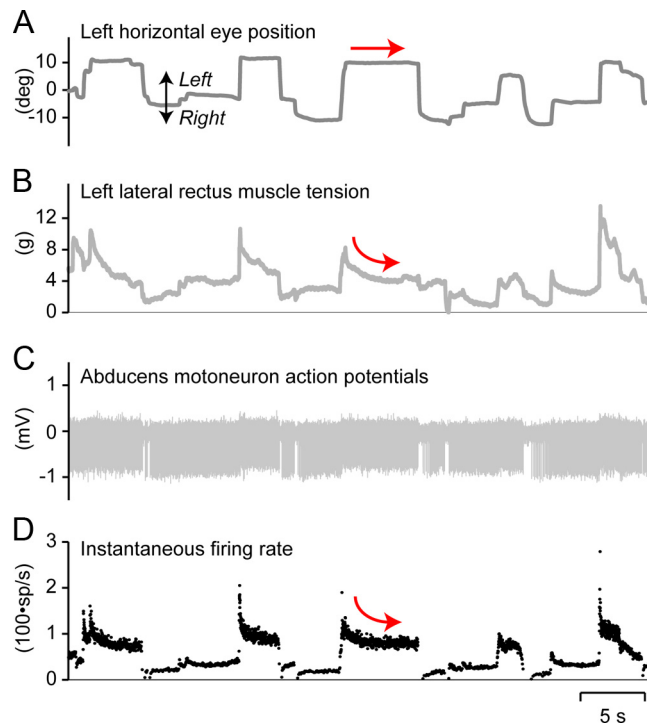 A
Left horizontal eye position
(deg)
10
0
-10
Left
Right
B
Left lateral rectus muscle tension
(g)
12
8
4
0
C
Abducens motoneuron action potentials
(mV)
1
0
-1
D
Instantaneous firing rate
(100•sp/s)
3
2
1
0
5 s